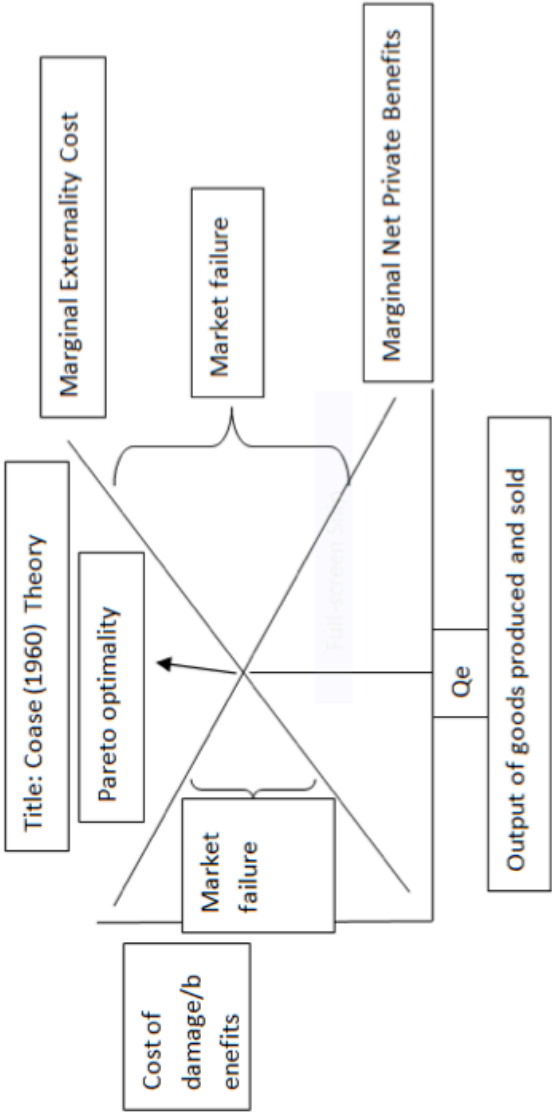 Title: Coase (1960) Theory
Pareto optimality
Marginal Externality Cost
Cost of
damage/b
enefits
Market
failure
Market failure
Marginal Net Private Benefits
Qe
Output of goods produced and sold